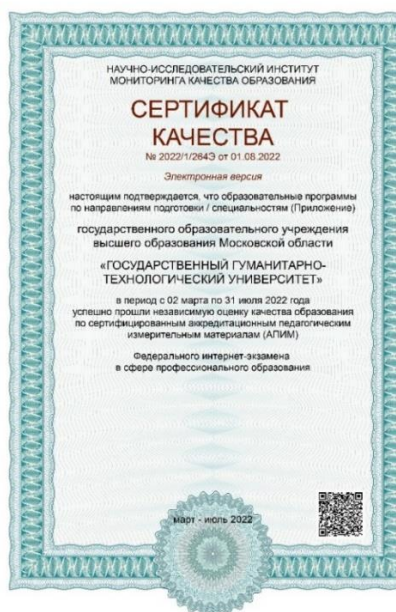 НАУЧНО-ИССЛЕДОВАТЕЛЬСКИЙ ИНСТИТУТ
МОНИТОРИНГА КАЧЕСТВА ОБРАЗОВАНИЯ
СЕРТИФИКАТ
КАЧЕСТВА
№ 2022/1/264Э от 01.08.2022
Электронная версия
настоящим подтверждается, что образовательные программы
по направлениям подготовки / специальностям (Приложение)
государственного образовательного учреждения
высшего образования Московской области
«ГОСУДАРСТВЕННЫЙ ГУМАНИТАРНО-
ТЕХНОЛОГИЧЕСКИЙ УНИВЕРСИТЕТ»
в период с 02 марта по 31 июля 2022 года
успешно прошли независимую оценку качества образования
по сертифицированным аккредитационным педагогическим
измерительным материалам (АПИМ)
Федерального интернет-экзамена
в сфере профессионального образования
март - июль 2022